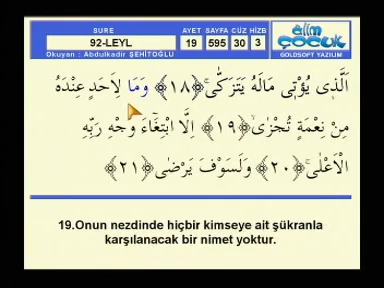 SURE
AYET SAYFA CÜZ HİZB
92-LEYL
19 595 30 3
Okuyan : Abdulkadir ŞEHİTOĞLU
elim
ÇOCUK
GOLDSOFT YAZILIM
اَلَّذ۪ي يُؤْتٖى مَالَهُ يَتَزَكّٰىۚ ﴿١٨﴾ وَمَا لِاَحَدٍ عِنْدَهُ
مِنْ نِعْمَةٍ تُجْزٰىۙ ﴿١٩﴾ اِلَّا ابْتِغَٓاءَ وَجْهِ رَبِّهِ
الْاَعْلٰىۚ ﴿٢٠﴾ وَلَسَوْفَ يَرْضٰى ﴿٢١﴾
19.Onun nezdinde hiçbir kimseye ait şükranla
karşılanacak bir nimet yoktur.